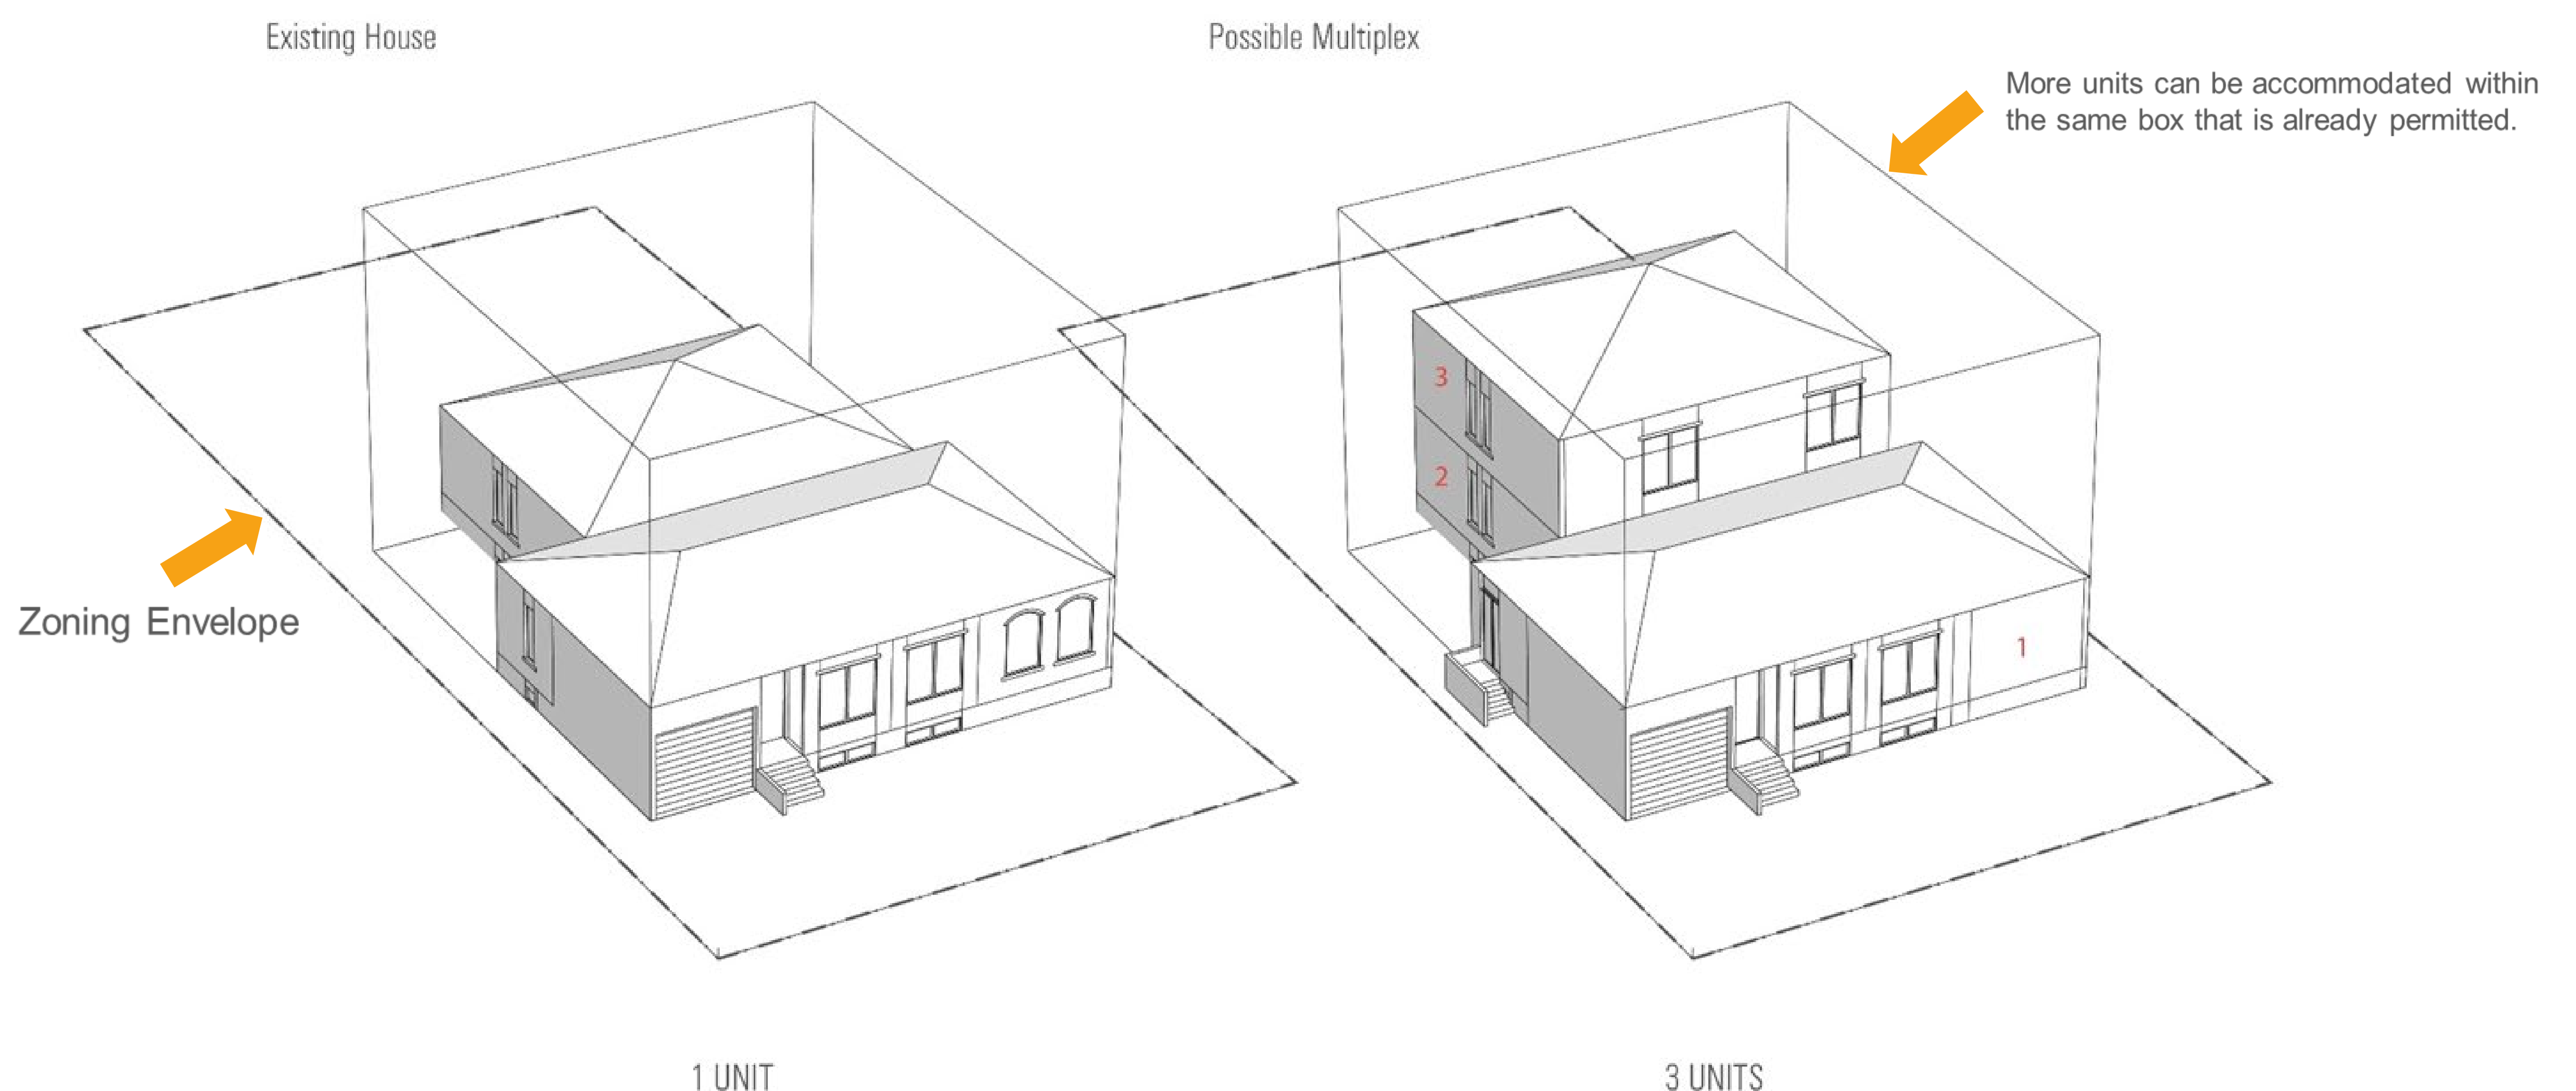 Existing House
Possible Multiplex
More units can be accommodated within
the same box that is already permitted.
Zoning Envelope
3
2
1
1 UNIT
3 UNITS